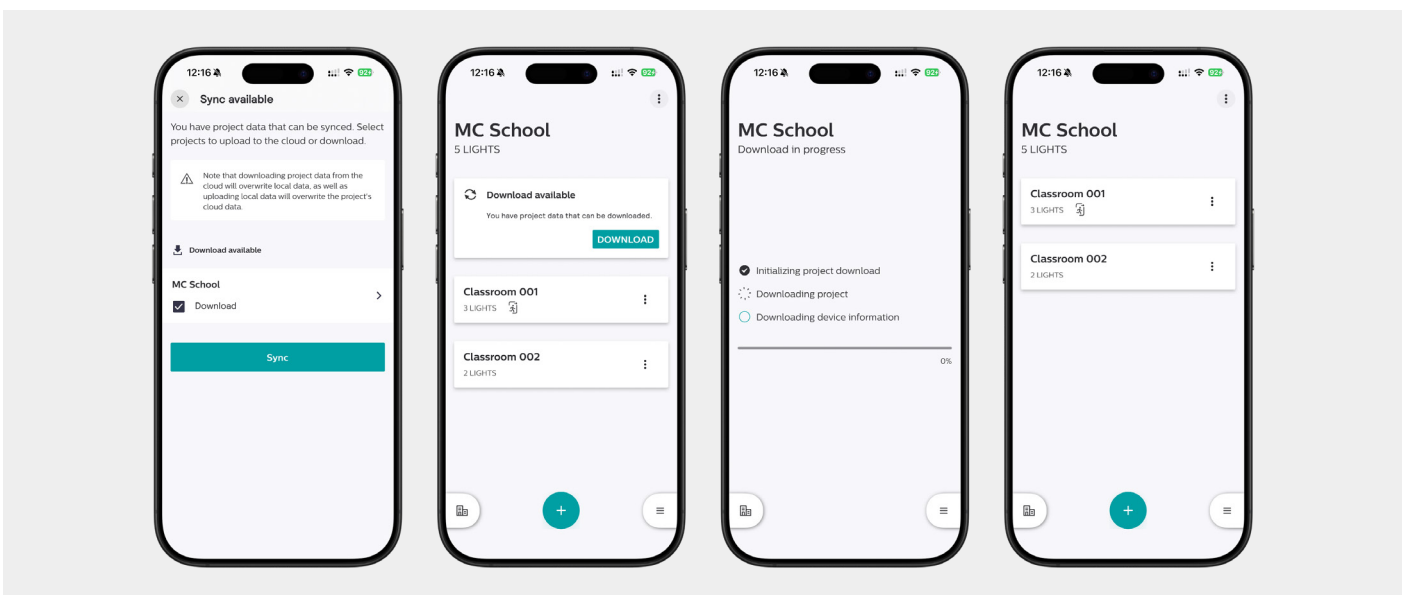 12:16
92
Sync available
You have project data that can be synced. Select
projects to upload to the cloud or download.
Note that downloading project data from the
cloud will overwrite local data, as well as
uploading local data will overwrite the project's
cloud data.
Download available
MC School
Download
Sync
12:16
92
MC School
5 LIGHTS
Download available
You have project data that can be downloaded.
DOWNLOAD
Classroom 001
3 LIGHTS
Classroom 002
2 LIGHTS
12:16
92
MC School
Download in progress
Initializing project download
Downloading project
Downloading device information
0%
12:16
92
MC School
5 LIGHTS
Classroom 001
3 LIGHTS
Classroom 002
2 LIGHTS